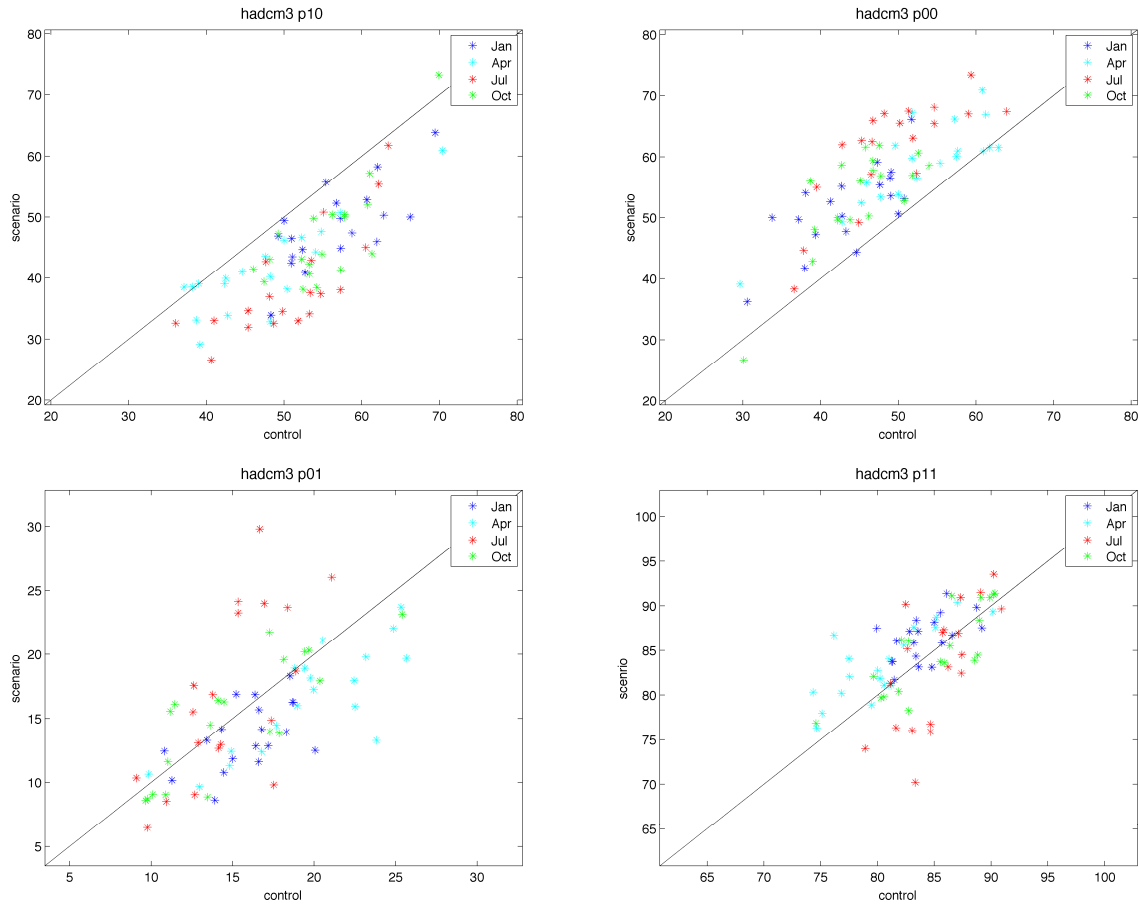 hadcm3 p10
80
70
60
50
40
30
20
scenario
20 30 40 50 60 70 80
control
Jan
Apr
Jul
Oct
hadcm3 p00
80
70
60
50
40
30
20
scenario
20 30 40 50 60 70 80
control
Jan
Apr
Jul
Oct
hadcm3 p01
30
25
20
15
10
5
scenario
5 10 15 20 25 30
control
Jan
Apr
Jul
Oct
hadcm3 p11
100
95
90
85
80
75
70
65
scenrio
65 70 75 80 85 90 95 100
control
Jan
Apr
Jul
Oct